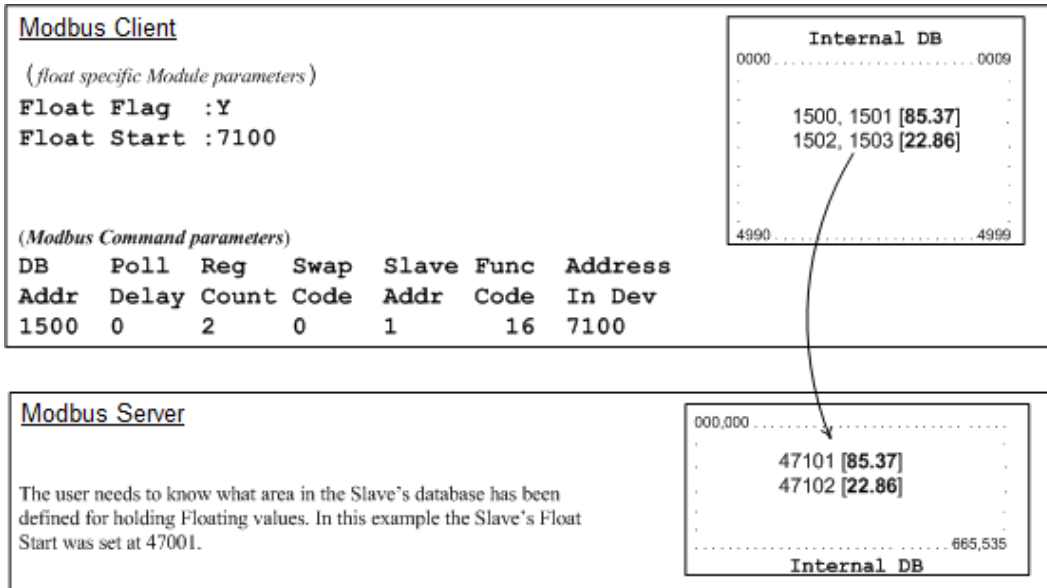 Modbus Client
(float specific Module parameters)
Float Flag :Y
Float Start :7100
(Modbus Command parameters)
DB Poll Reg Swap Slave Func Address
Addr Delay Count Code Addr Code In Dev
1500 0 2 0 1 16 7100
Internal DB
0000 . . . . . . . . . . . . . . . . . . . . . . . . . . 0009
1500, 1501 [85.37]
1502, 1503 [22.86]
4990 . . . . . . . . . . . . . . . . . . . . . . . . . . 4999
Modbus Server
The user needs to know what area in the Slave's database has been
defined for holding Floating values. In this example the Slave's Float
Start was set at 47001.
000,000 . . . . . . . . . . . . . . . . . . . . . . . . . . . . . . . .
47101 [85.37]
47102 [22.86]
. . . . . . . . . . . . . . . . . . . . . . . . . . . . . . . . 665,535
Internal DB